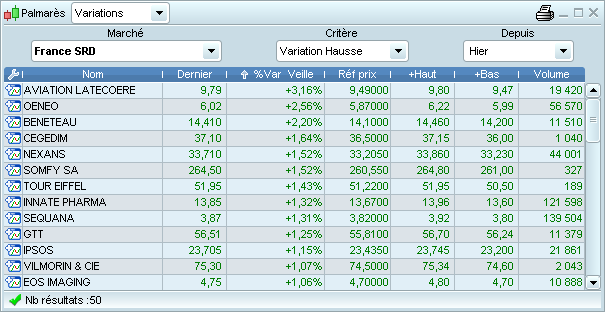 Palmarès Variations
Marché Critère Depuis
France SRD Variation Hausse Hier
Nom Dernier %Var Veille Réf prix +Haut +Bas Volume
AVIATION LATECOERE 9,79 +3,16% 9,49000 9,80 9,47 19 420
OENEO 6,02 +2,56% 5,87000 6,22 5,99 56 570
BENETEAU 14,410 +2,20% 14,1000 14,460 14,200 11 510
CEGEDIM 37,10 +1,64% 36,5000 37,15 36,00 1 040
NEXANS 33,710 +1,52% 33,2050 33,860 33,230 44 001
SOMFY SA 264,50 +1,52% 260,550 264,80 261,00 327
TOUR EIFFEL 51,95 +1,43% 51,2200 51,95 50,50 189
INNATE PHARMA 13,85 +1,32% 13,6700 13,96 13,60 121 598
SEQUANA 3,87 +1,31% 3,82000 3,92 3,80 139 504
GTT 56,51 +1,25% 55,8100 56,70 56,24 11 379
IPSOS 23,705 +1,15% 23,4350 23,745 23,200 21 861
VILMORIN & CIE 75,30 +1,07% 74,5000 75,34 74,60 2 043
EOS IMAGING 4,75 +1,06% 4,70000 4,80 4,70 10 888
Nb résultats :50